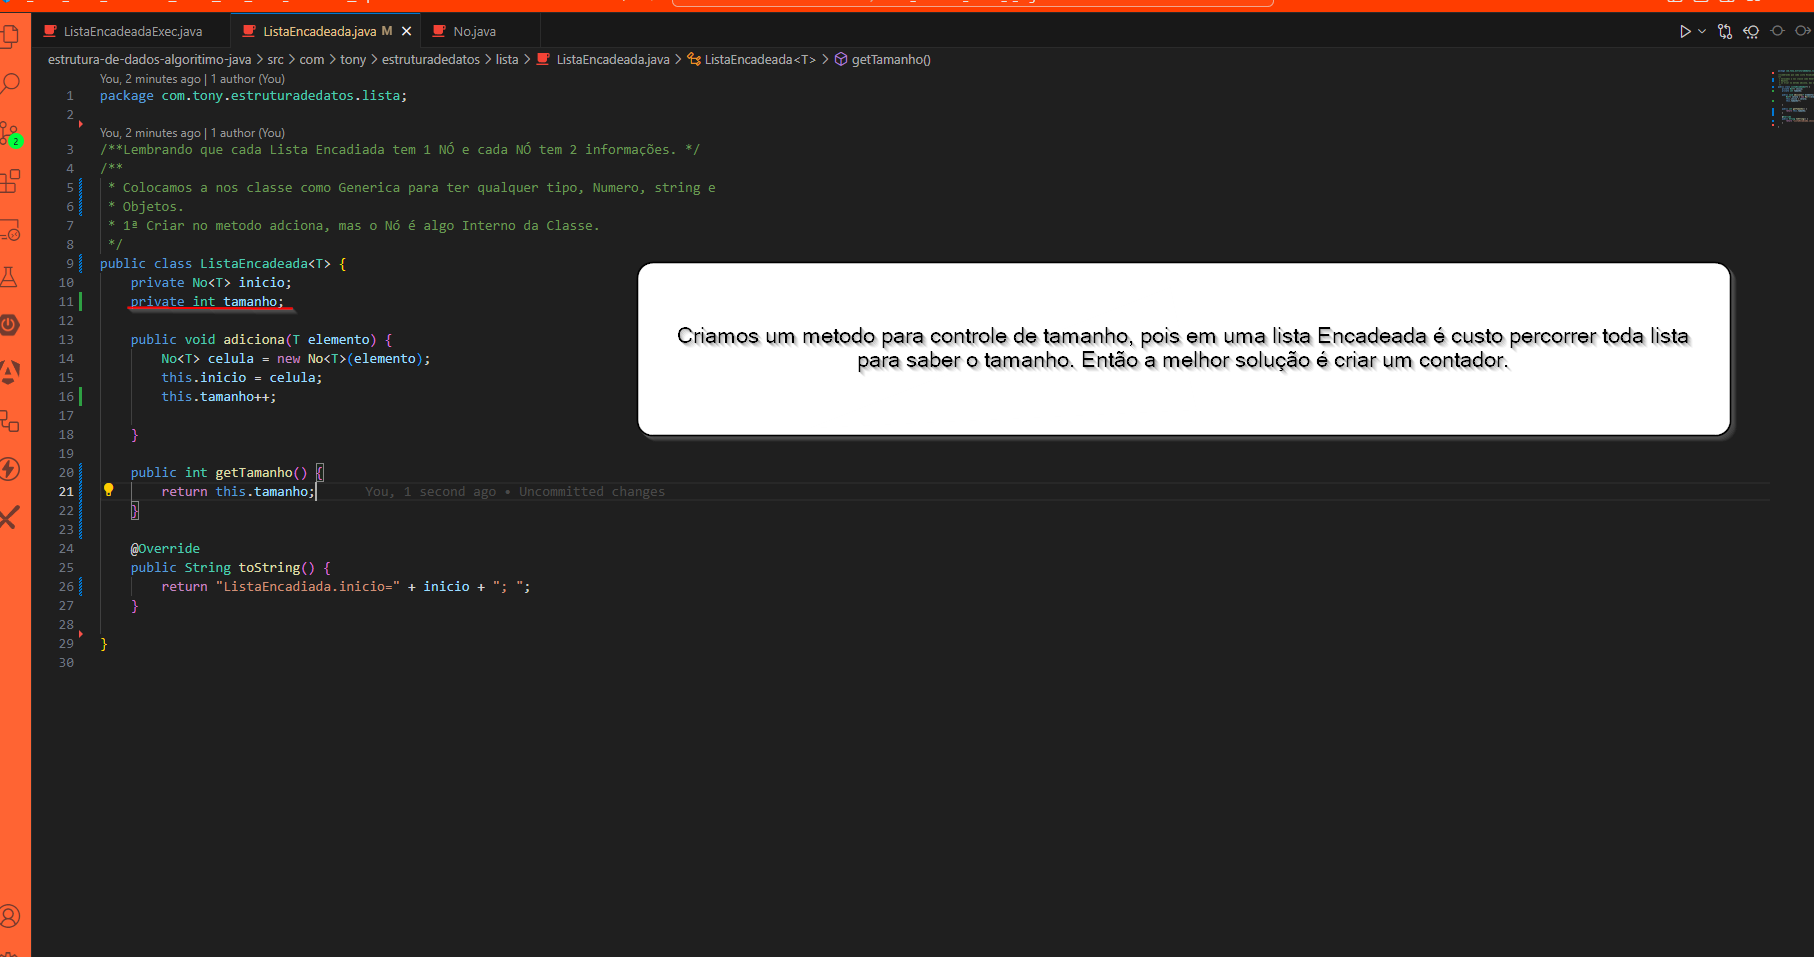 ListaEncadeadaExec.java ListaEncadeada.java M No.java
estrutura-de-dados-algoritimo-java > src > com > tony > estruturadedatos > lista > ListaEncadeada.java > ListaEncadeada<T> > getTamanho()
You, 2 minutes ago | 1 author (You)
1 package com.tony.estruturadedatos.lista;
2
You, 2 minutes ago | 1 author (You)
3 /**Lembrando que cada Lista Encadiada tem 1 NÓ e cada NÓ tem 2 informações. */
4 /**
5 * Colocamos a nos classe como Generica para ter qualquer tipo, Numero, string e
6 * Objetos.
7 * 1ª Criar no metodo adciona, mas o Nó é algo Interno da Classe.
8 */
9 public class ListaEncadeada<T> {
10 private No<T> inicio;
11 private int tamanho;
12
13 public void adiciona(T elemento) {
14 No<T> celula = new No<T>(elemento);
15 this.inicio = celula;
16 this.tamanho++;
17
18 }
19
20 public int getTamanho() {
21 return this.tamanho; You, 1 second ago • Uncommitted changes
22 }
23
24 @Override
25 public String toString() {
26 return "ListaEncadiada.inicio=" + inicio + "; ";
27 }
28
29 }
30
Criamos um metodo para controle de tamanho, pois em uma lista Encadeada é custo percorrer toda lista
para saber o tamanho. Então a melhor solução é criar um contador.
2